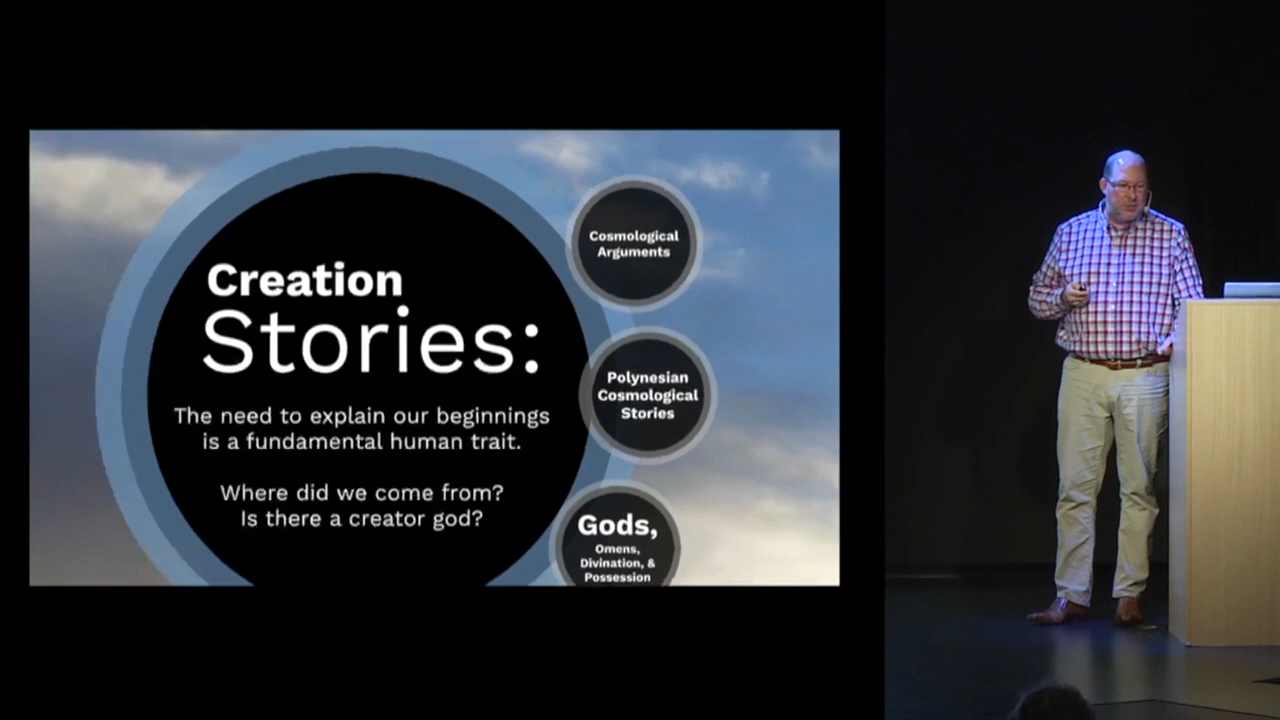 Creation
Stories:
The need to explain our beginnings
is a fundamental human trait.
Where did we come from?
Is there a creator god?
Cosmological
Arguments
Polynesian
Cosmological
Stories
Gods,
Omens,
Divination, &
Possession